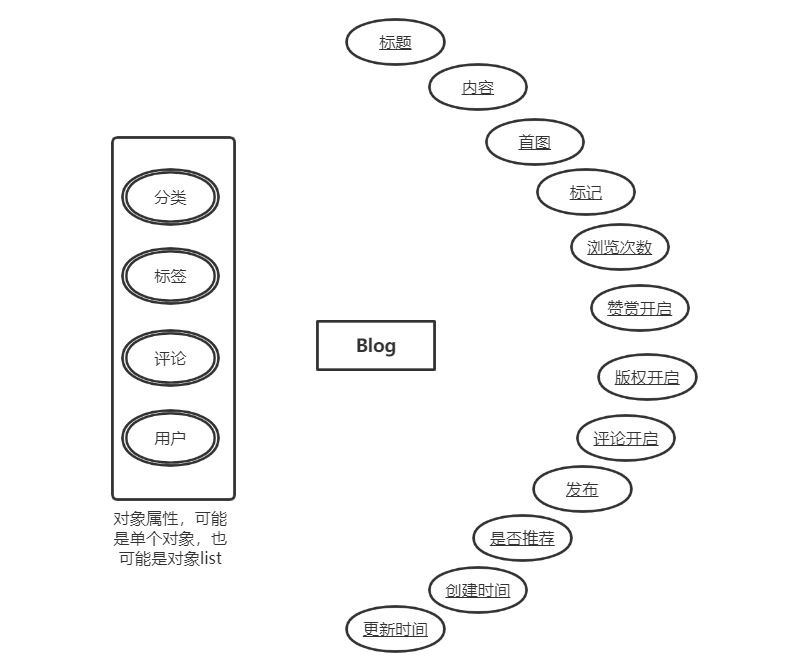 标题
内容
首图
标记
浏览次数
赞赏开启
版权开启
评论开启
发布
是否推荐
创建时间
更新时间
Blog
分类
标签
评论
用户
对象属性，可能
是单个对象，也
可能是对象list